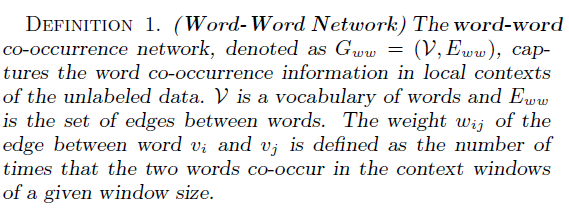 DEFINITION 1. (Word-Word Network) The word-word
co-occurrence network, denoted as G_{ww} = (𝒱, E_{ww}), cap-
tures the word co-occurrence information in local contexts
of the unlabeled data. 𝒱 is a vocabulary of words and E_{ww}
is the set of edges between words. The weight w_{ij} of the
edge between word v_i and v_j is defined as the number of
times that the two words co-occur in the context windows
of a given window size.